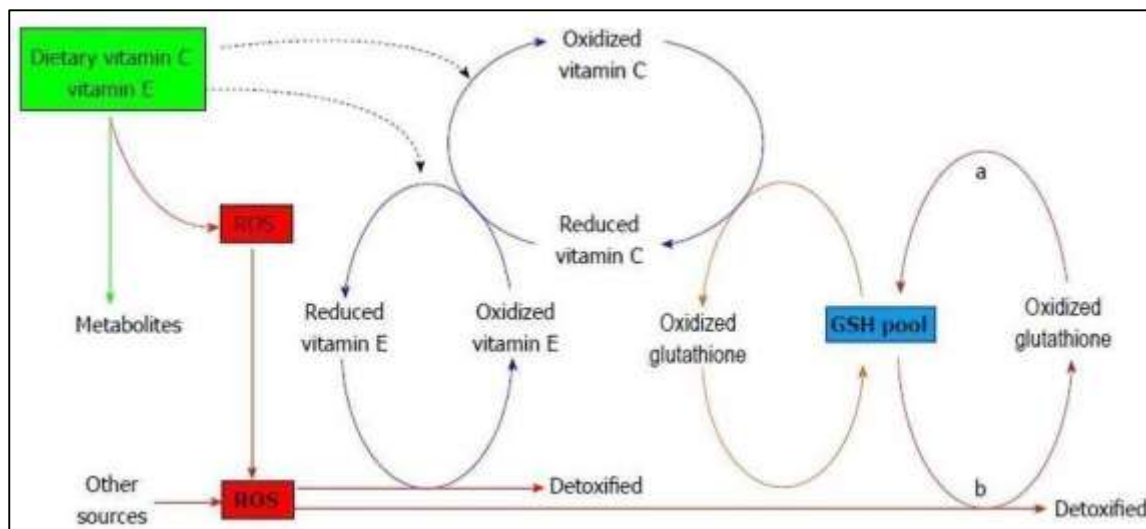 Dietary vitamin C
vitamin E
Oxidized
vitamin C
a
ROS
Reduced
vitamin C
Metabolites
Reduced
vitamin E
Oxidized
vitamin E
Oxidized
glutathione
GSH pool
Oxidized
glutathione
Other
sources
ROS
Detoxified
b
Detoxified